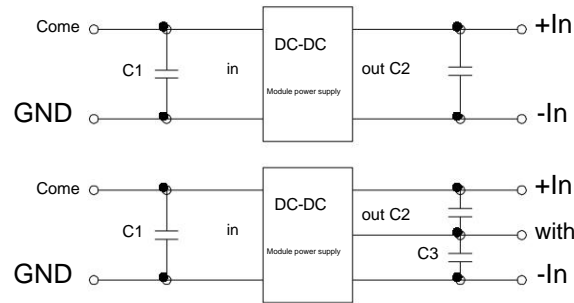 Come
+In
DC-DC
C1
in
out C2
Module power supply
GND
-In
Come
+In
DC-DC
out C2
C1
in
with
Module power supply
C3
GND
-In